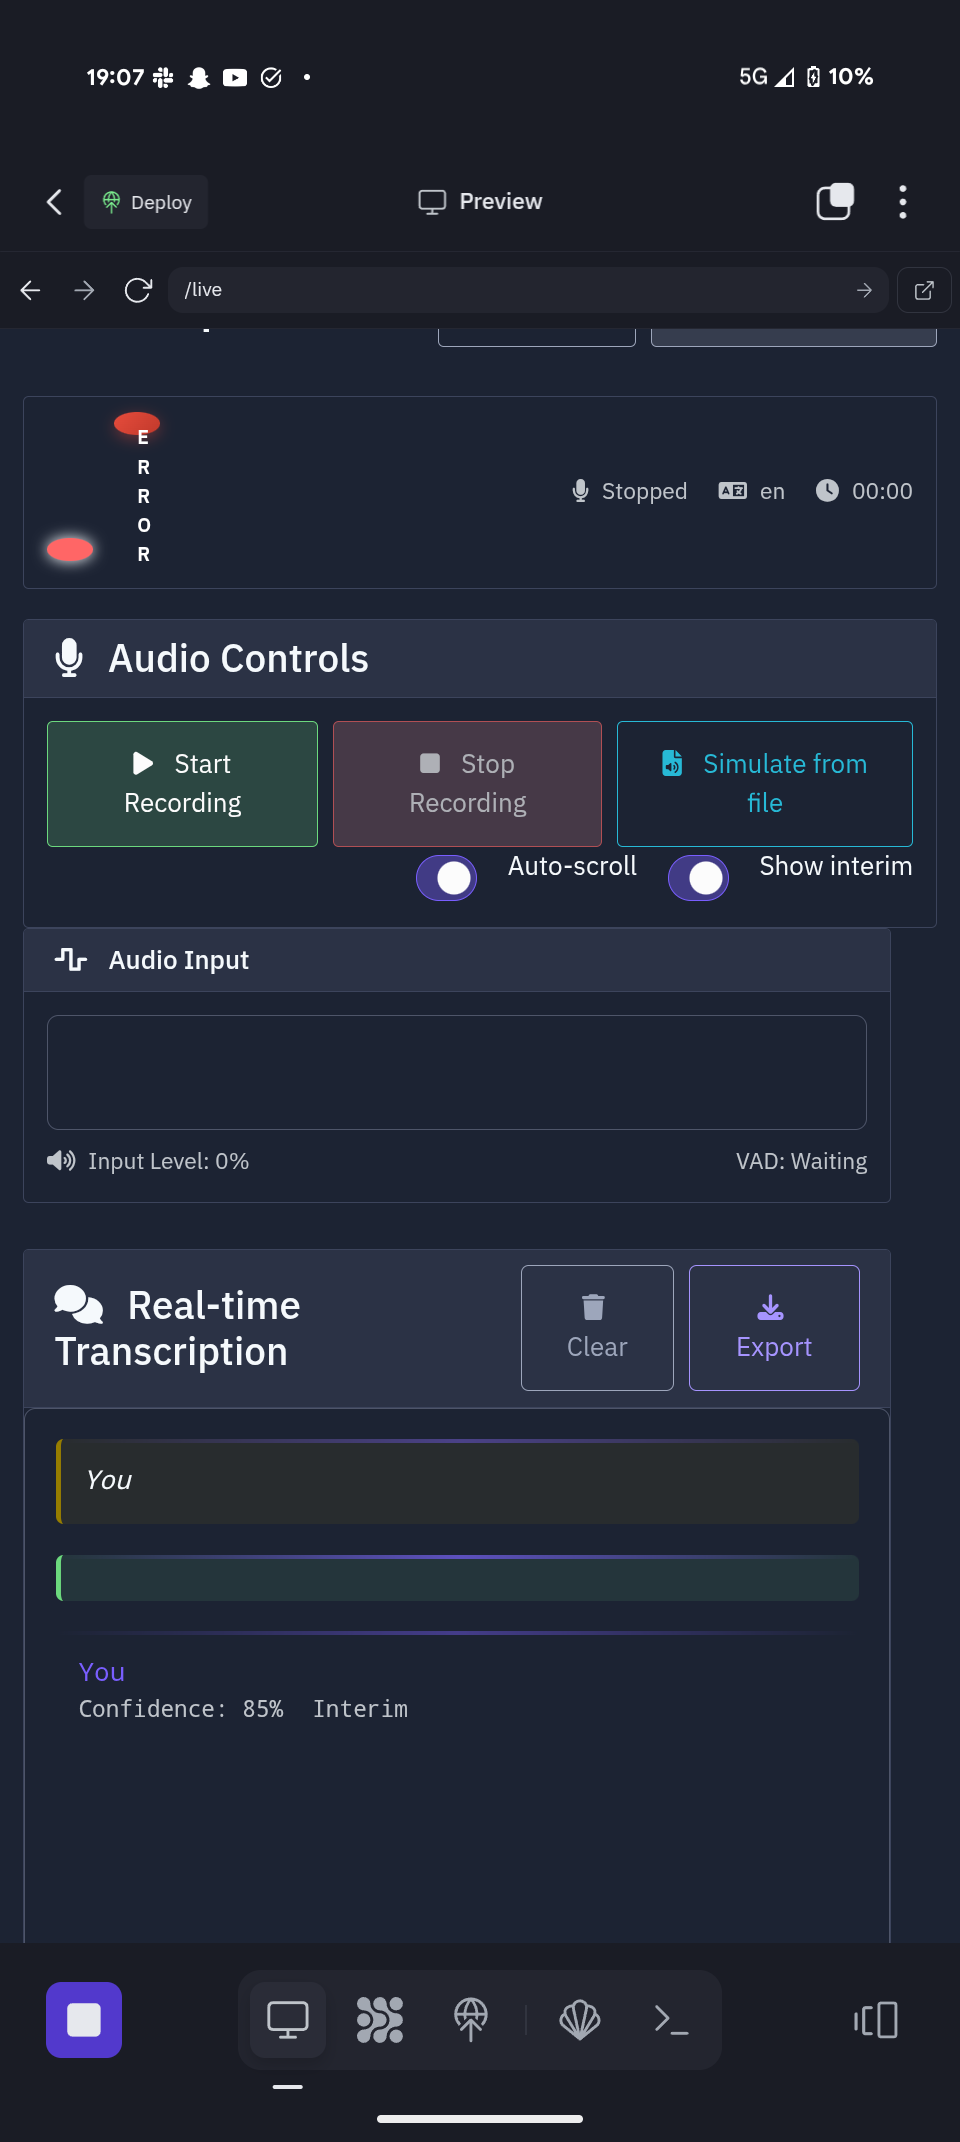 19:07
5G 10%
Deploy
Preview
/live
E
R
R
O
R
Stopped en 00:00
Audio Controls
Start
Recording
Stop
Recording
Simulate from
file
Auto-scroll Show interim
Audio Input
Input Level: 0% VAD: Waiting
Real-time
Transcription
Clear Export
You
You
Confidence: 85% Interim